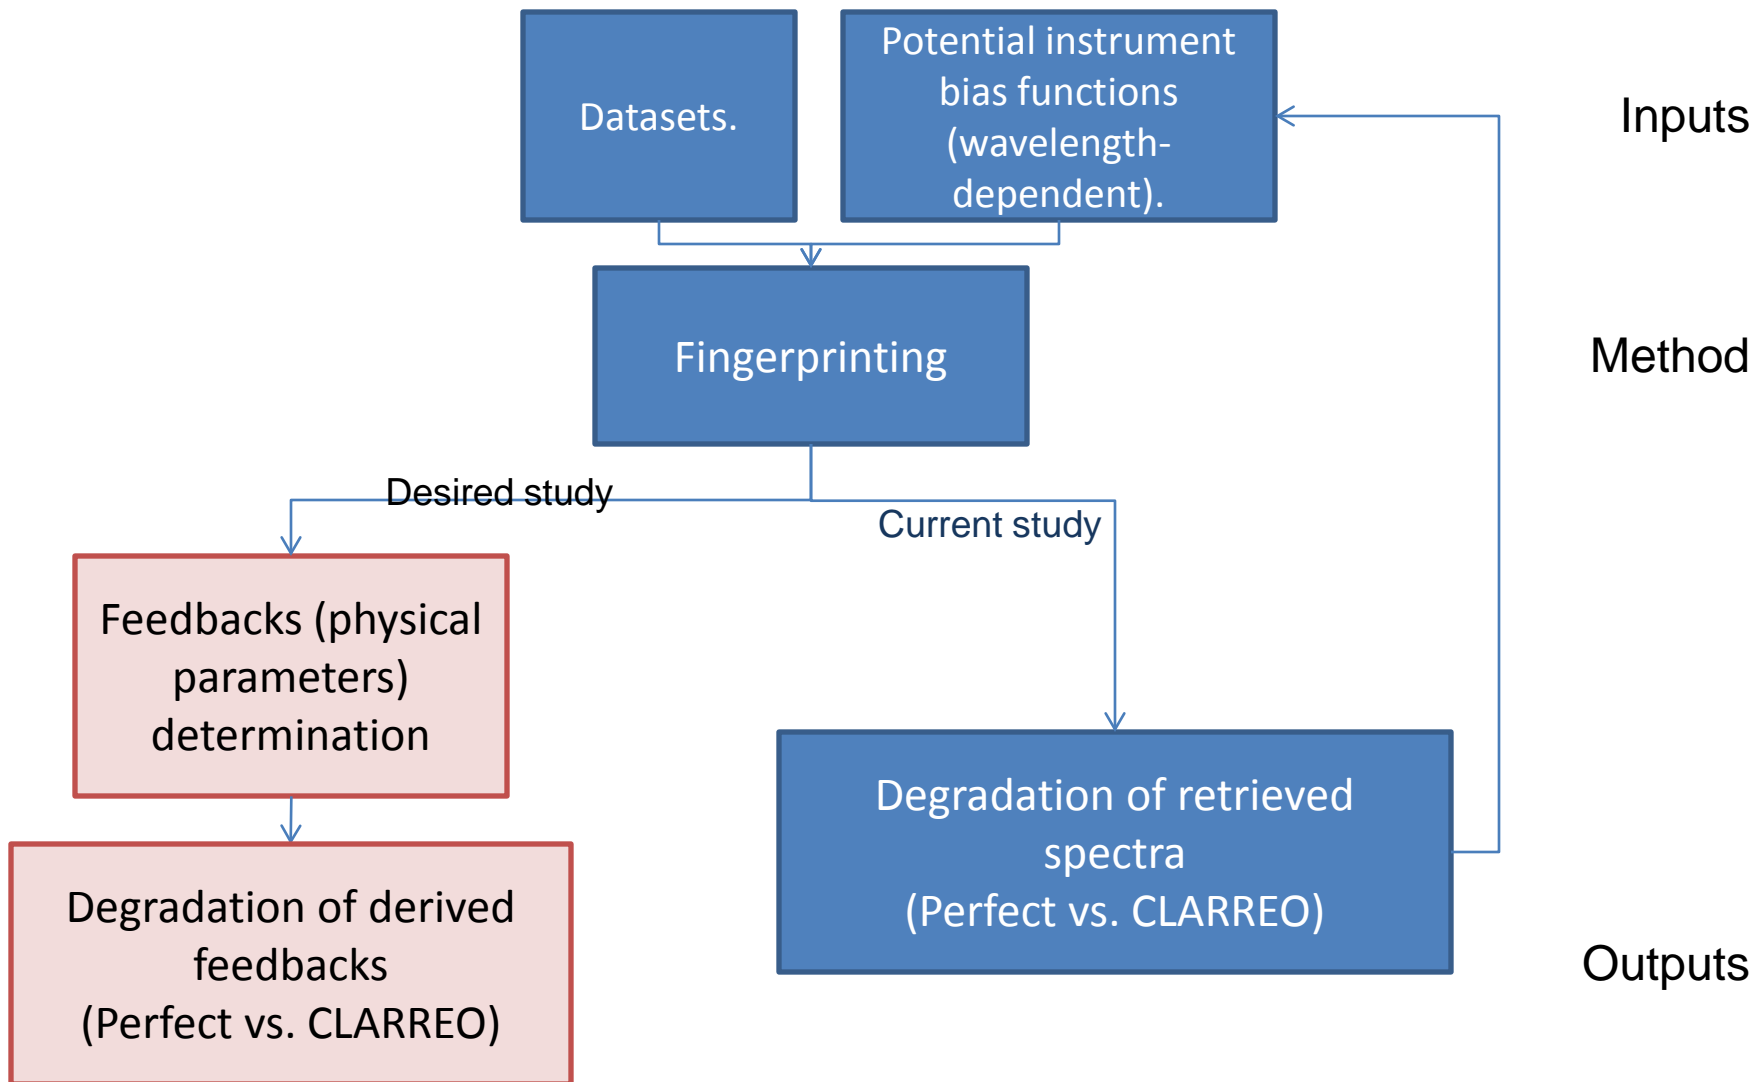 Datasets.
Potential instrument
bias functions
(wavelength-
dependent).
Inputs
Fingerprinting
Method
Desired study
Current study
Feedbacks (physical
parameters)
determination
Degradation of retrieved
spectra
(Perfect vs. CLARREO)
Degradation of derived
feedbacks
(Perfect vs. CLARREO)
Outputs